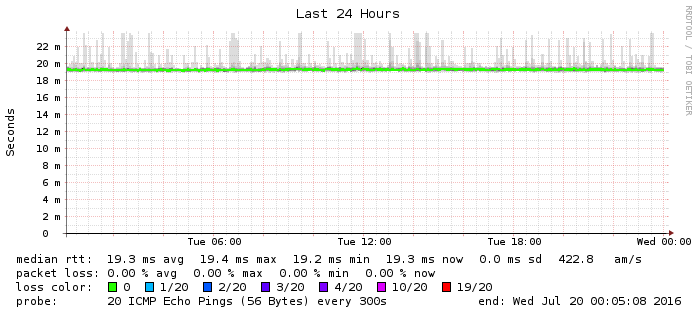 Last 24 Hours
RRDTOOL / TOBI OETIKER
Seconds
22 m
20 m
18 m
16 m
14 m
12 m
10 m
8 m
6 m
4 m
2 m
0
Tue 06:00 Tue 12:00 Tue 18:00 Wed 00:00
median rtt: 19.3 ms avg 19.4 ms max 19.2 ms min 19.3 ms now 0.0 ms sd 422.8 am/s
packet loss: 0.00 % avg 0.00 % max 0.00 % min 0.00 % now
loss color: 0 1/20 2/20 3/20 4/20 10/20 19/20
probe: 20 ICMP Echo Pings (56 Bytes) every 300s end: Wed Jul 20 00:05:08 2016